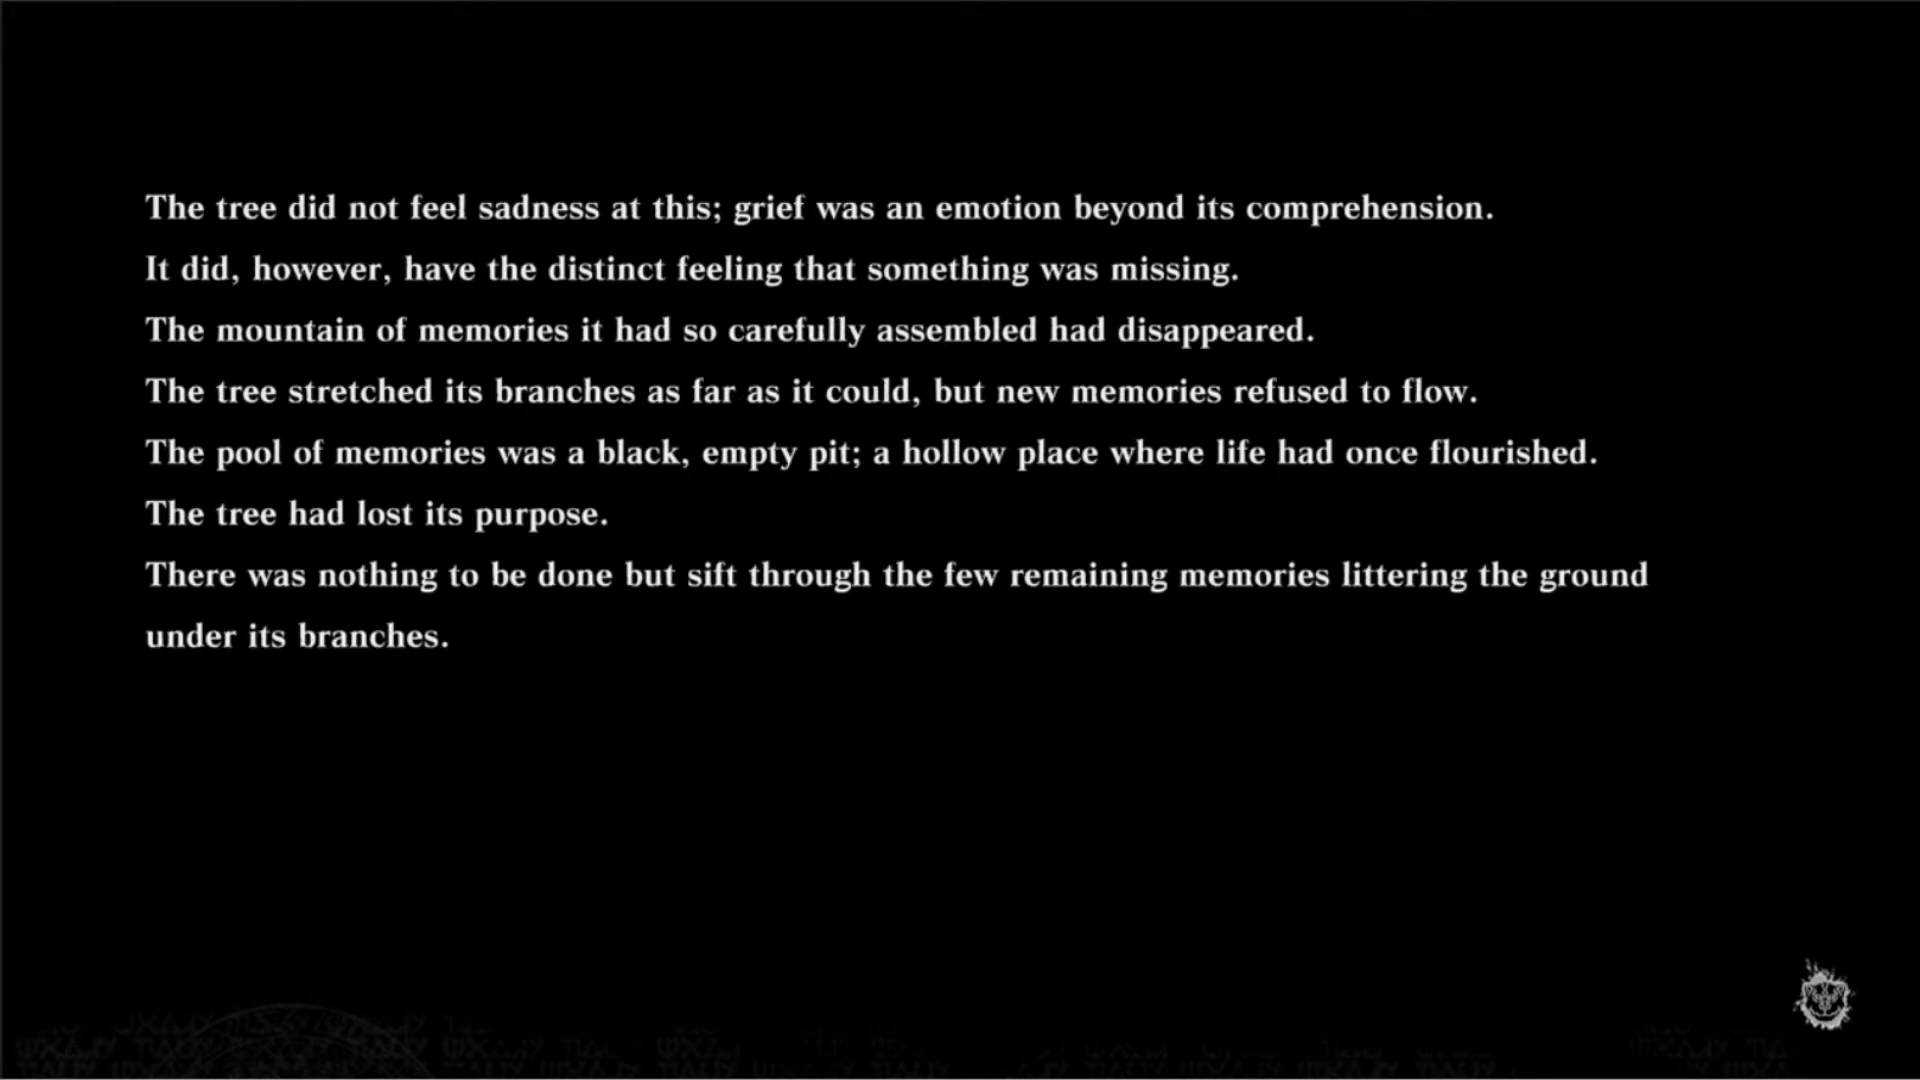 The tree did not feel sadness at this; grief was an emotion beyond its comprehension.
It did, however, have the distinct feeling that something was missing.
The mountain of memories it had so carefully assembled had disappeared.
The tree stretched its branches as far as it could, but new memories refused to flow.
The pool of memories was a black, empty pit; a hollow place where life had once flourished.
The tree had lost its purpose.
There was nothing to be done but sift through the few remaining memories littering the ground
under its branches.